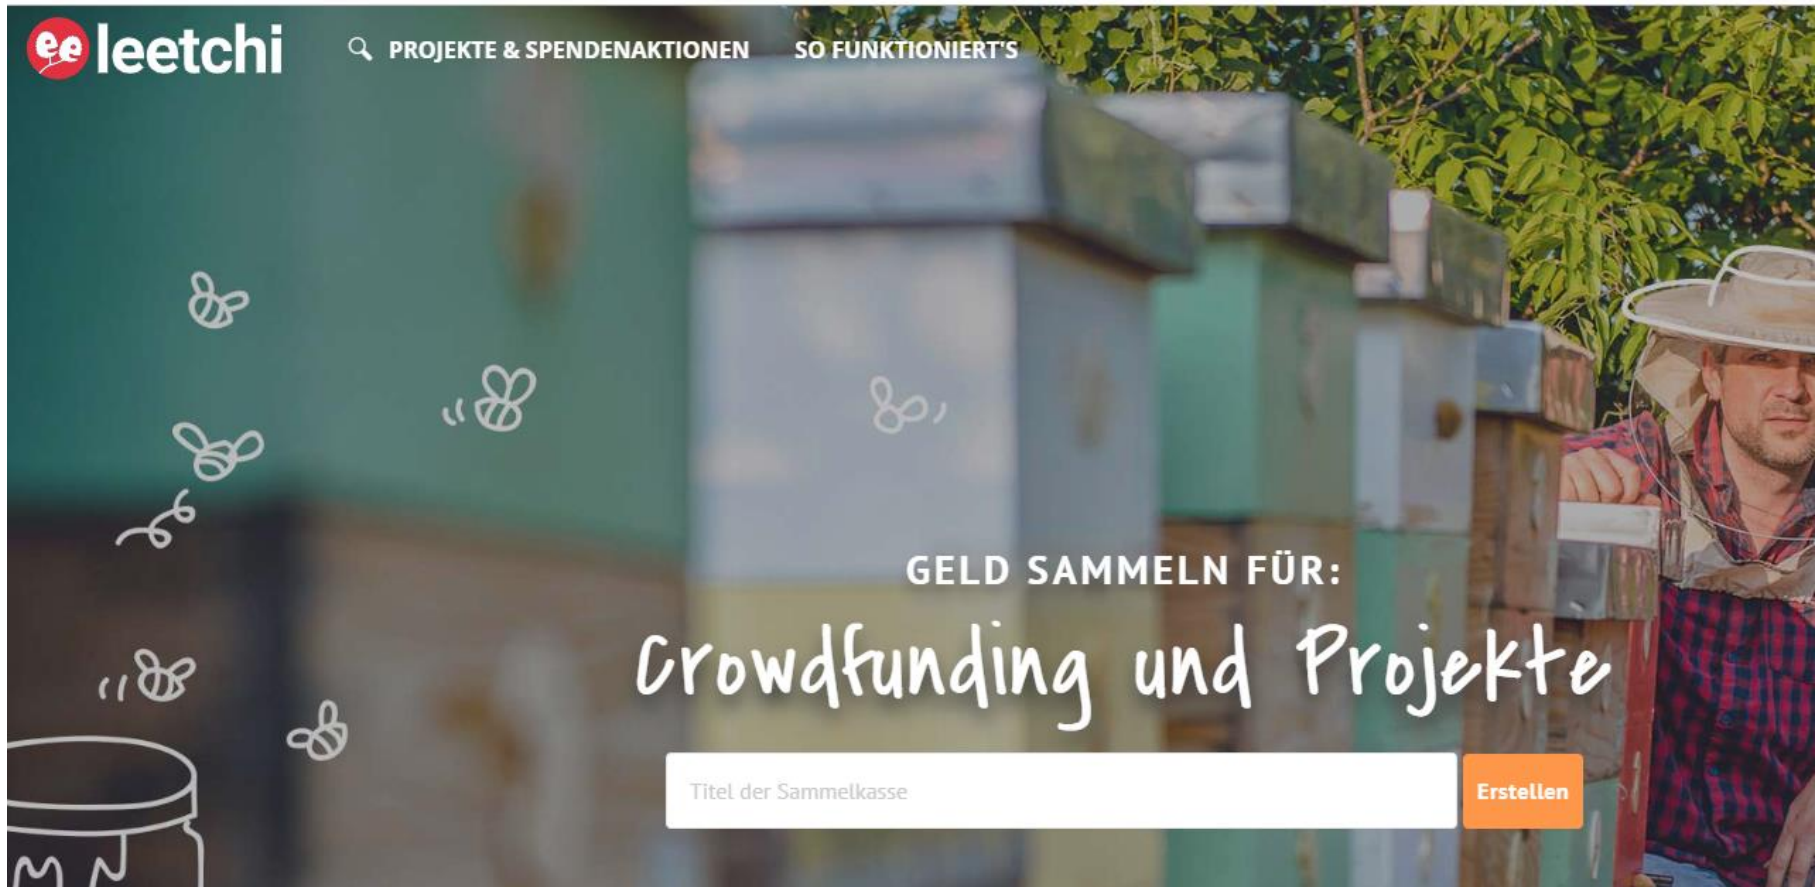 leetchi
PROJEKTE & SPENDENAKTIONEN SO FUNKTIONIERT'S
GELD SAMMELN FÜR:
Crowdfunding und Projekte
Titel der Sammelkasse Erstellen